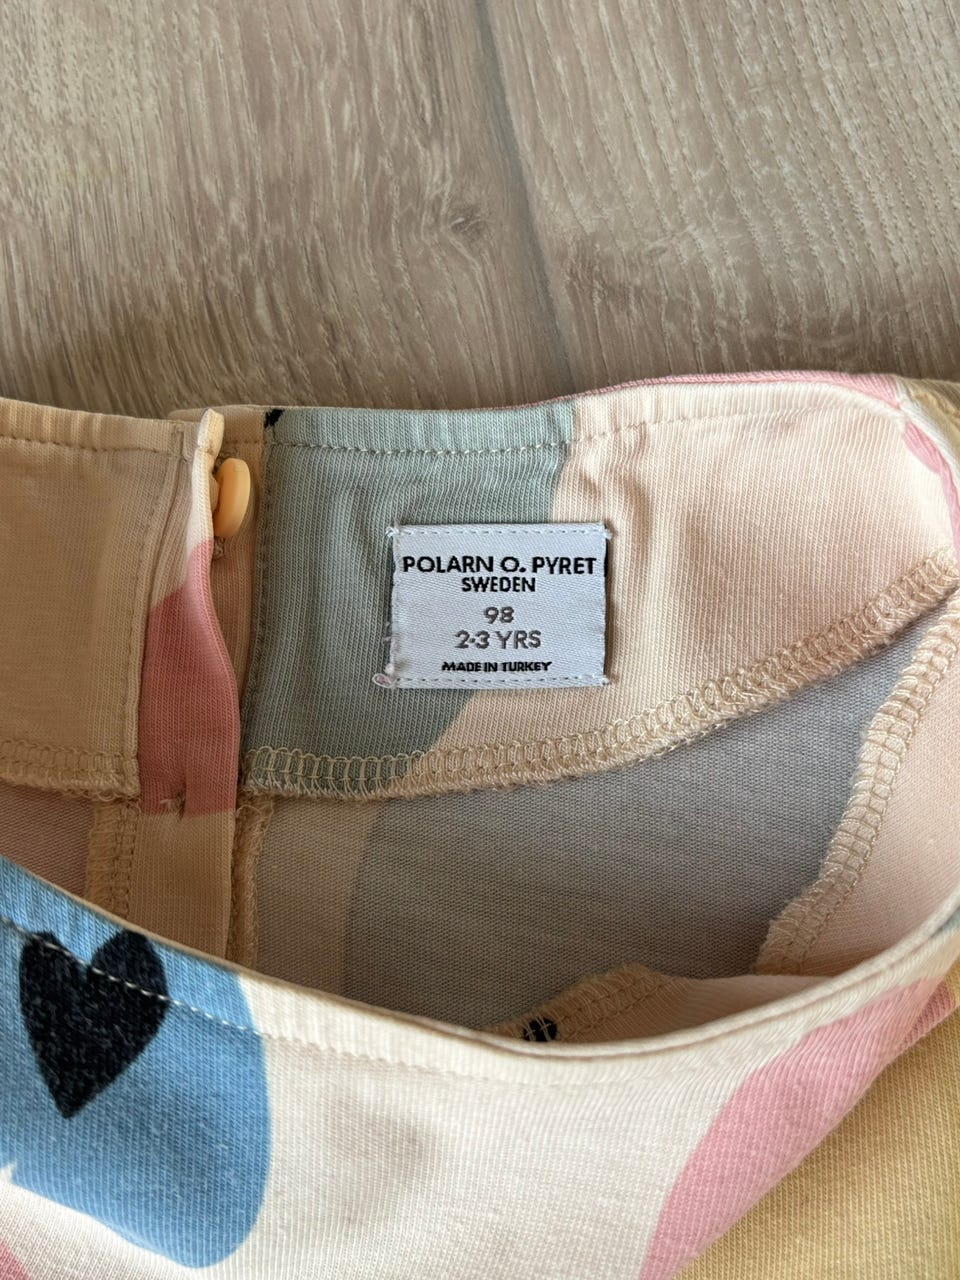 POLARN O. PYRET
SWEDEN
98
2-3 YRS
MADE IN TURKEY